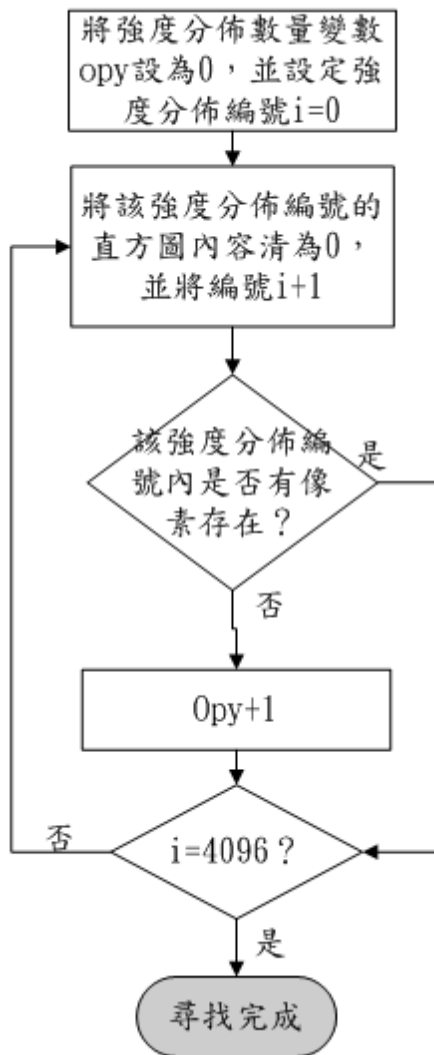 將強度分佈數量變數
opy設為0，並設定強
度分佈編號i=0
將該強度分佈編號的
直方圖內容清為0，
並將編號i+1
該強度分佈編
號內是否有像
素存在？
是
否
Opy+1
i=4096？
否
是
尋找完成